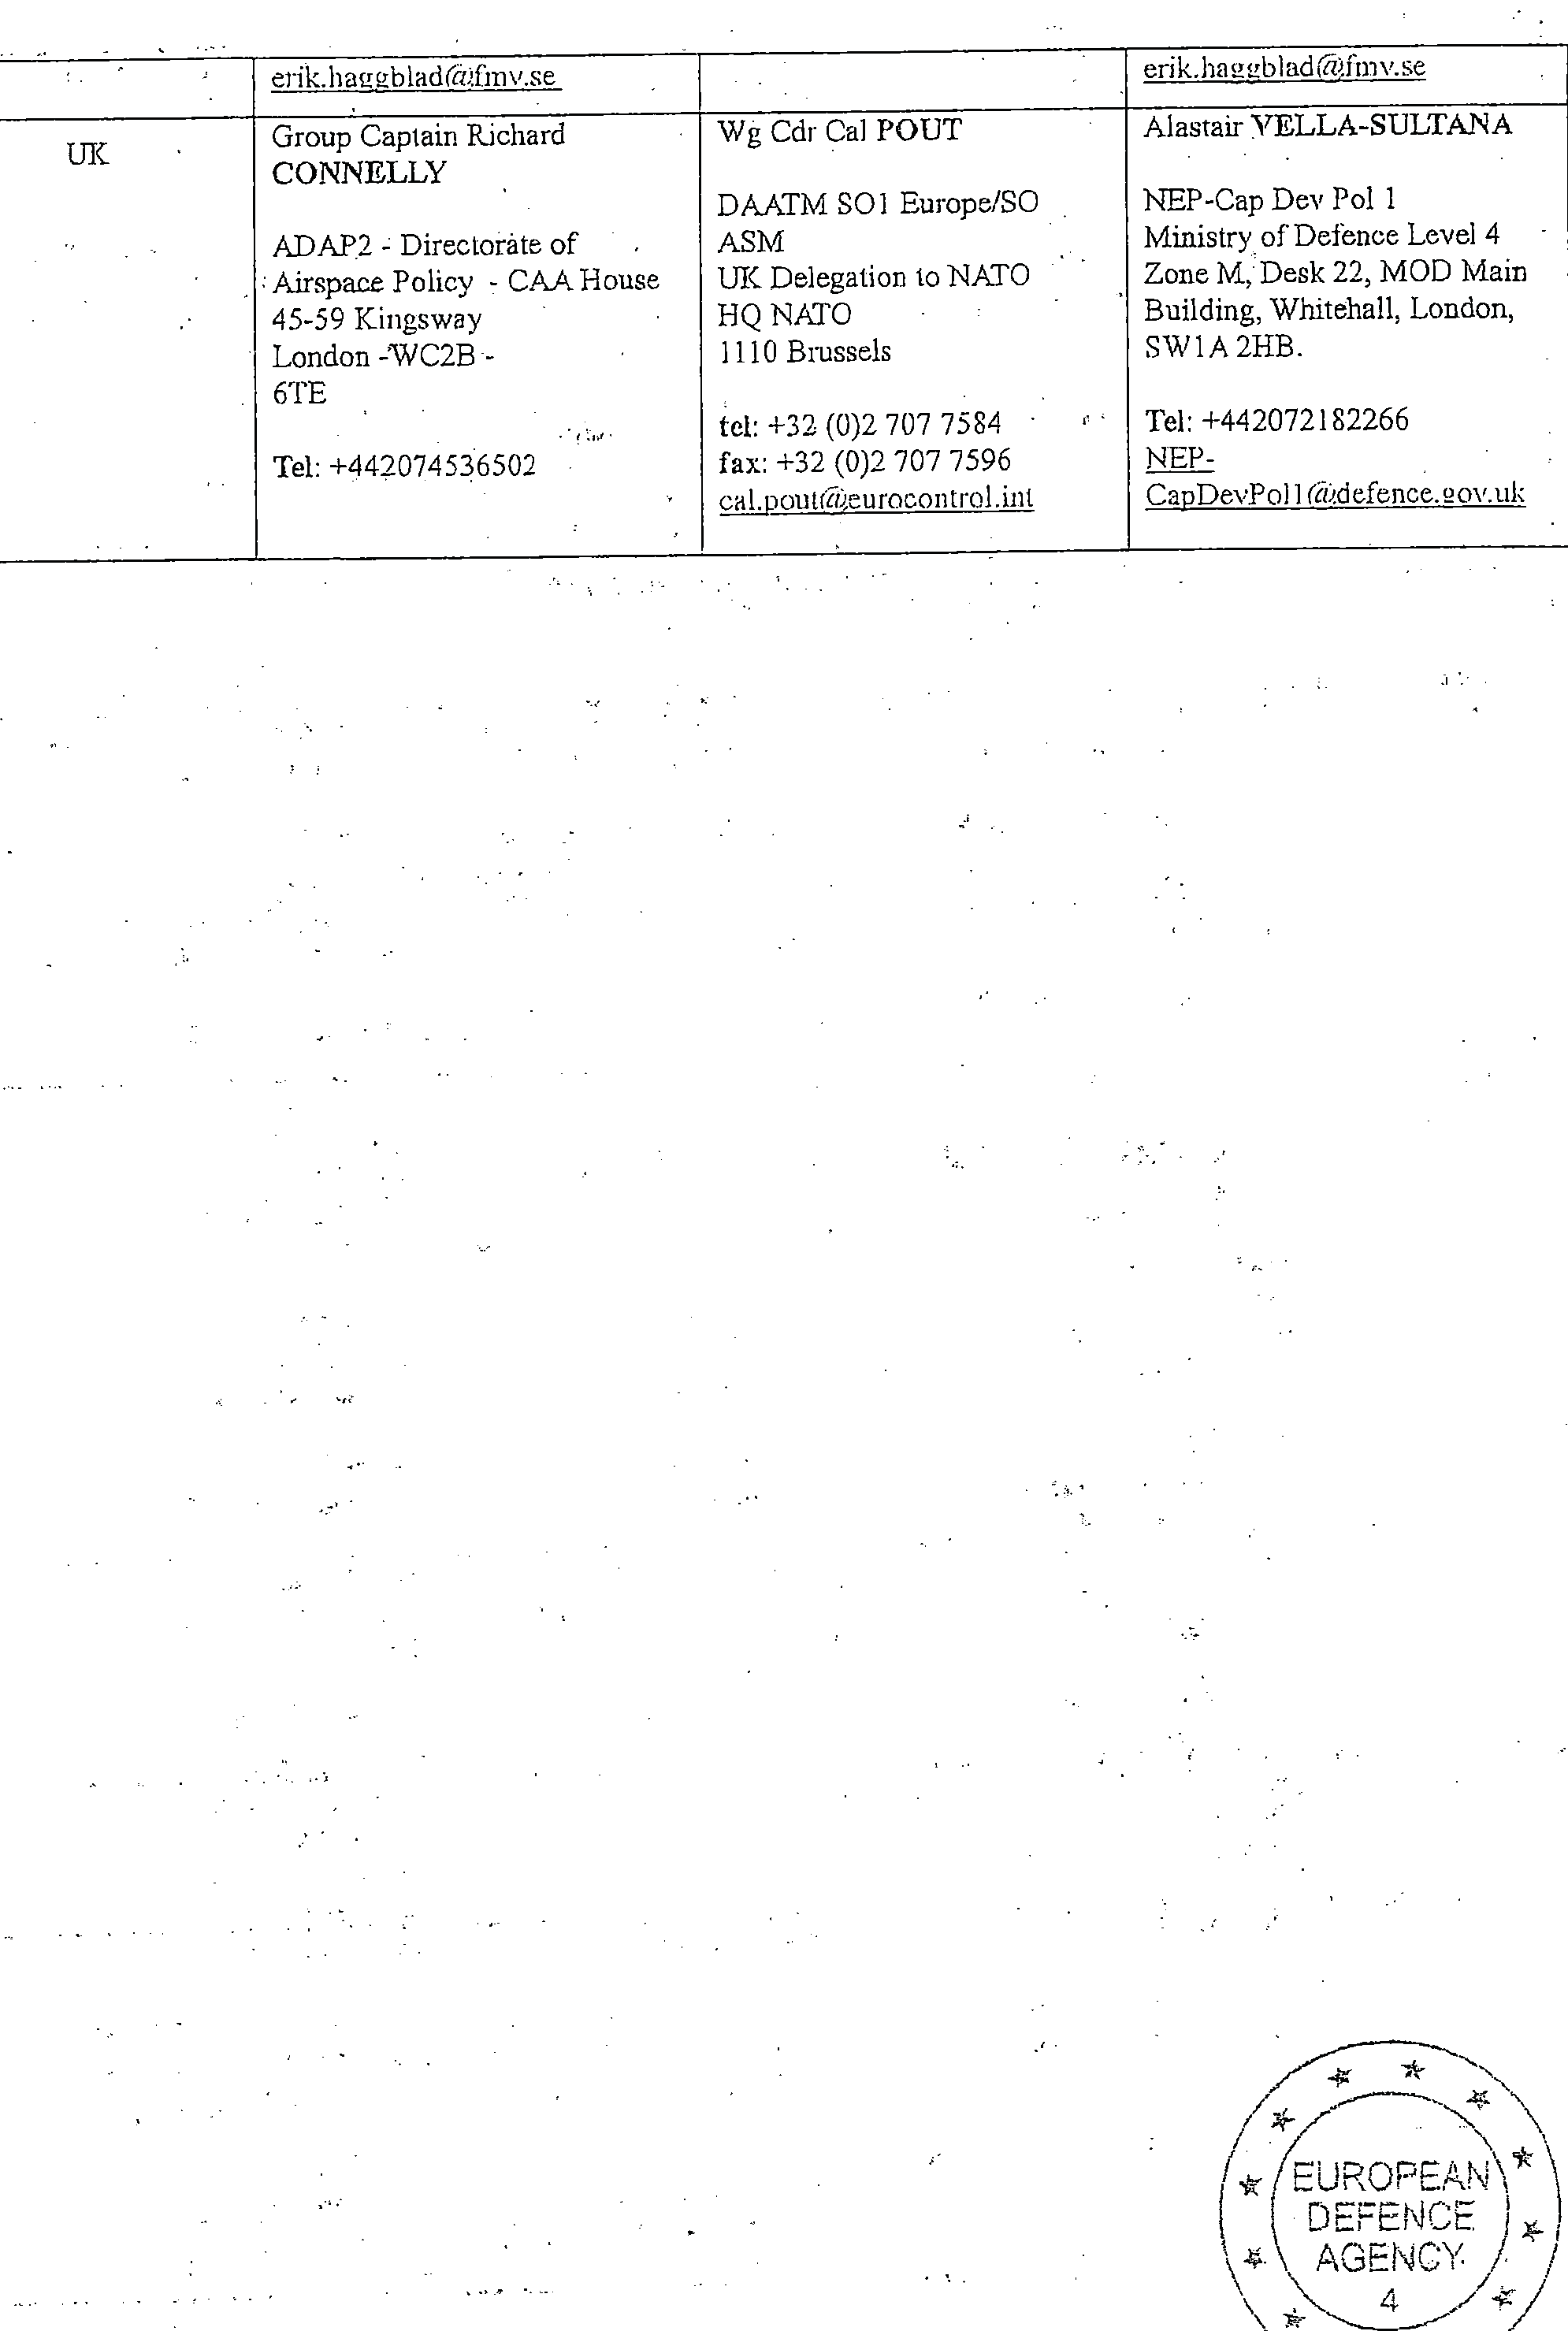 erik.haggblad@fmv.se
erik.haggblad@fmv.se
UK
Group Captain Richard
CONNELLY
ADAP2 - Directorate of
Airspace Policy - CAA House
45-59 Kingsway
London -WC2B -
6TE
Tel: +442074536502
Wg Cdr Cal POUT
DAATM SO1 Europe/SO
ASM
UK Delegation to NATO
HQ NATO
1110 Brussels
tel: +32 (0)2 707 7584
fax: +32 (0)2 707 7596
cal.pout@eurocontrol.int
Alastair VELLA-SULTANA
NEP-Cap Dev Pol 1
Ministry of Defence Level 4
Zone M, Desk 22, MOD Main
Building, Whitehall, London,
SW1A 2HB.
Tel: +442072182266
NEP-
CapDevPol1@defence.gov.uk
EUROPEAN
DEFENCE
AGENCY
4